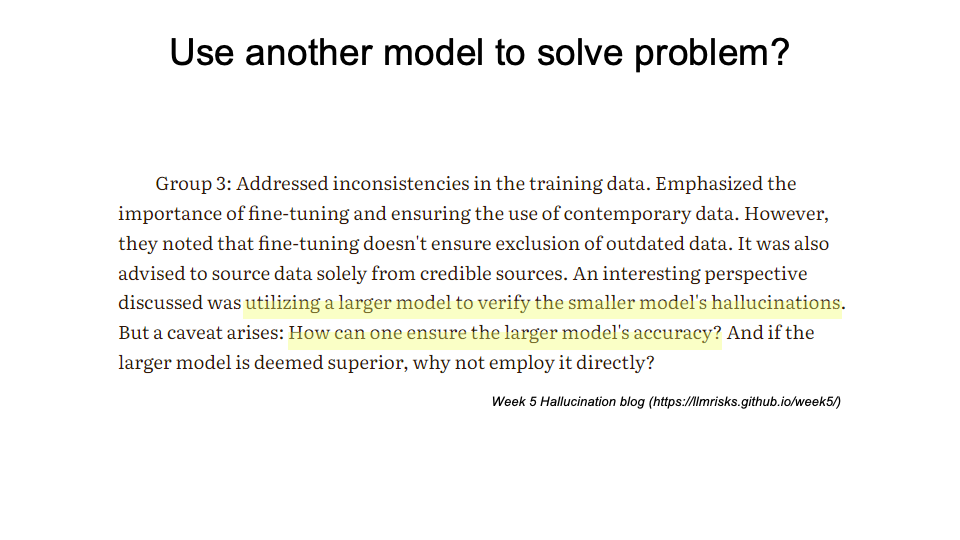 Use another model to solve problem?
Group 3: Addressed inconsistencies in the training data. Emphasized the
importance of fine-tuning and ensuring the use of contemporary data. However,
they noted that fine-tuning doesn't ensure exclusion of outdated data. It was also
advised to source data solely from credible sources. An interesting perspective
discussed was utilizing a larger model to verify the smaller model's hallucinations.
But a caveat arises: How can one ensure the larger model's accuracy? And if the
larger model is deemed superior, why not employ it directly?
Week 5 Hallucination blog (https://llmrisks.github.io/week5/)